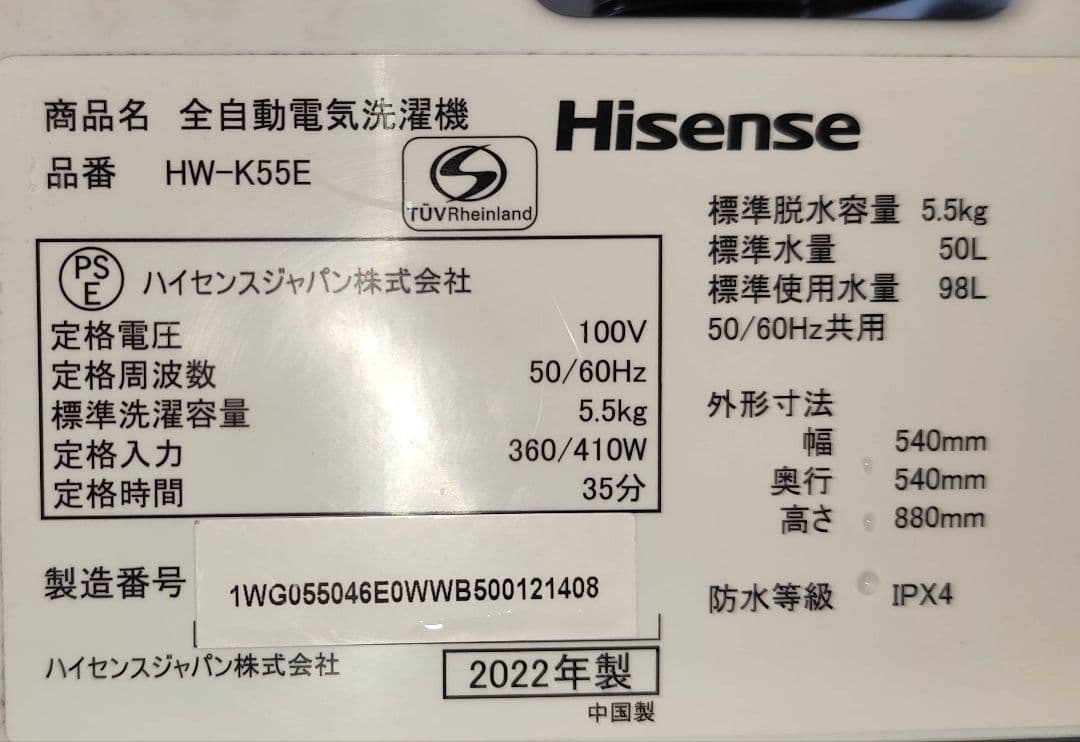 商品名 全自動電気洗濯機
Hisense
品番 HW-K55E
TÜVRheinland
PS
E
ハイセンスジャパン株式会社
定格電圧 100V
定格周波数 50/60Hz
標準洗濯容量 5.5kg
定格入力 360/410W
定格時間 35分
標準脱水容量 5.5kg
標準水量 50L
標準使用水量 98L
50/60Hz共用
外形寸法
幅 540mm
奥行 540mm
高さ 880mm
防水等級 IPX4
製造番号 1WG055046E0WWB500121408
ハイセンスジャパン株式会社
2022年製
中国製